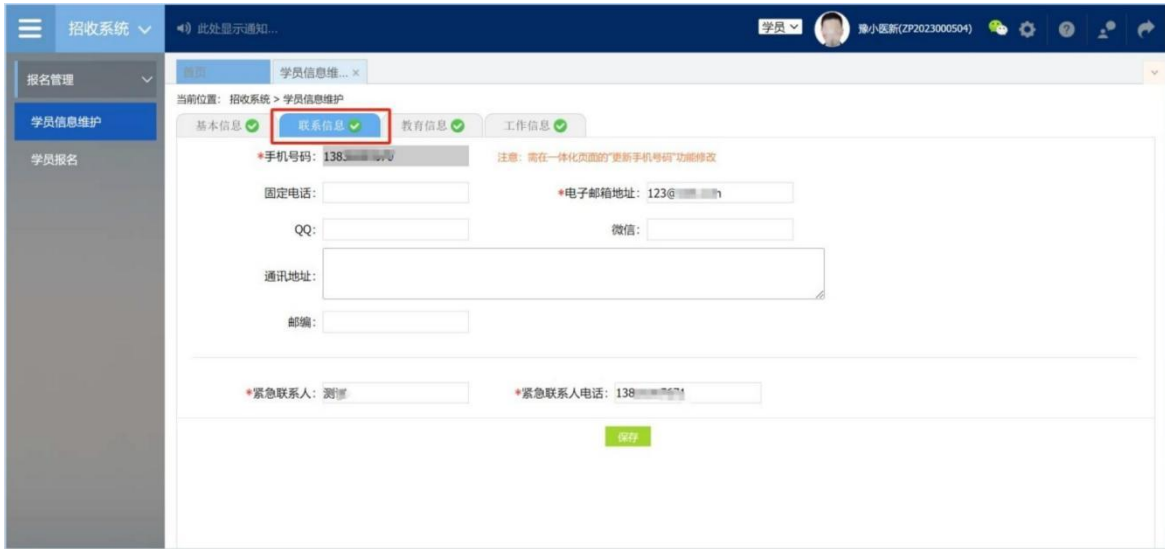 招收系统
此处显示通知...
学员
豫小医新(ZP2023000504)
报名管理
首页
学员信息维... ×
当前位置： 招收系统 > 学员信息维护
学员信息维护
学员报名
基本信息
联系信息
教育信息
工作信息
*手机号码： 138
注意：需在一体化页面的"更新手机号码"功能修改
固定电话：
*电子邮箱地址： 123@
QQ：
微信：
通讯地址：
邮编：
*紧急联系人： 测
*紧急联系人电话： 138
保存